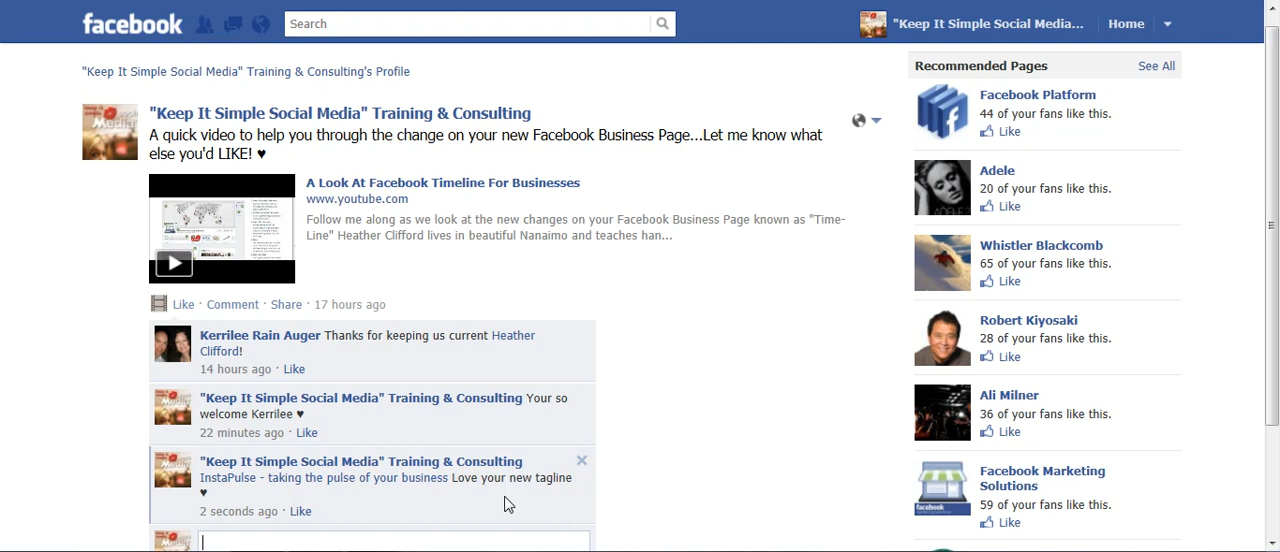 facebook
Search
"Keep It Simple Social Media...
Home
"Keep It Simple Social Media" Training & Consulting's Profile
"Keep It Simple Social Media" Training & Consulting
A quick video to help you through the change on your new Facebook Business Page...Let me know what
else you'd LIKE! ♥
A Look At Facebook Timeline For Businesses
www.youtube.com
Follow me along as we look at the new changes on your Facebook Business Page known as "Time-
Line" Heather Clifford lives in beautiful Nanaimo and teaches han...
Like · Comment · Share · 17 hours ago
Kerrilee Rain Auger Thanks for keeping us current Heather
Clifford!
14 hours ago · Like
"Keep It Simple Social Media" Training & Consulting Your so
welcome Kerrilee ♥
22 minutes ago · Like
"Keep It Simple Social Media" Training & Consulting
InstaPulse - taking the pulse of your business Love your new tagline
♥
2 seconds ago · Like
Recommended Pages
See All
Facebook Platform
44 of your fans like this.
Like
Adele
20 of your fans like this.
Like
Whistler Blackcomb
65 of your fans like this.
Like
Robert Kiyosaki
28 of your fans like this.
Like
Ali Milner
36 of your fans like this.
Like
Facebook Marketing
Solutions
59 of your fans like this.
Like